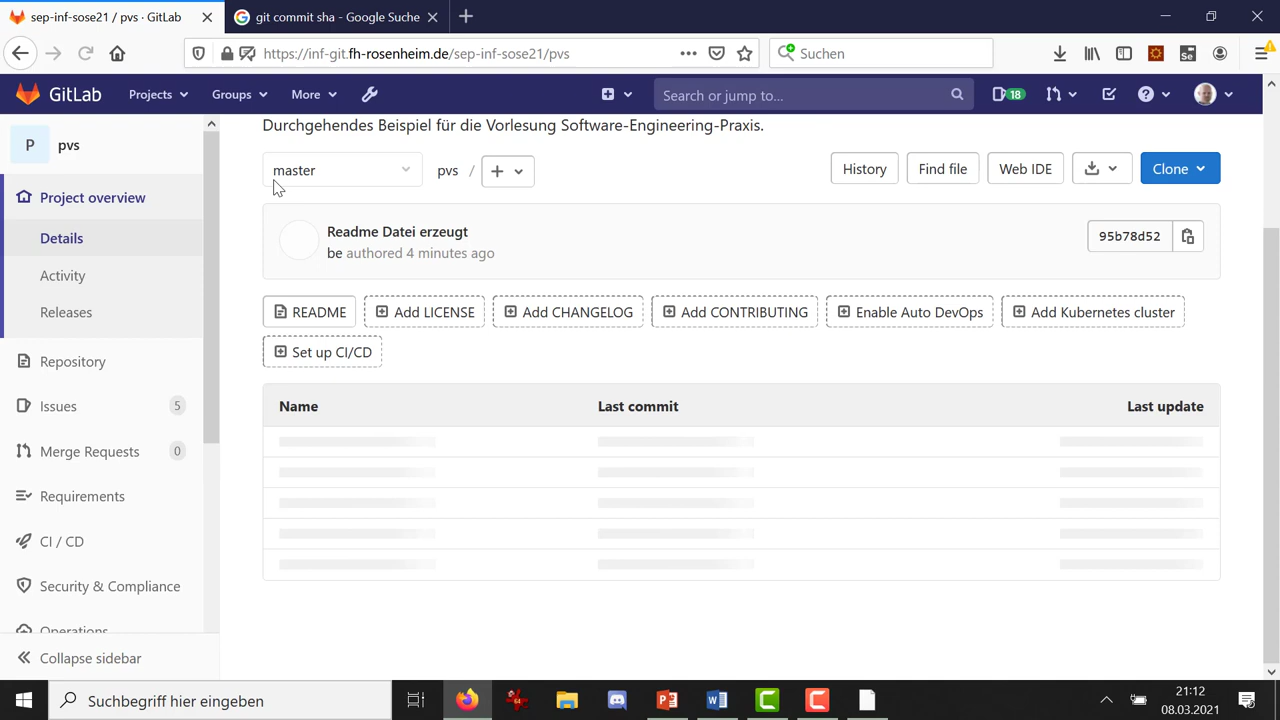 sep-inf-sose21 / pvs · GitLab
git commit sha - Google Suche
https://inf-git.fh-rosenheim.de/sep-inf-sose21/pvs
Suchen
GitLab Projects Groups More Search or jump to... 18
P pvs
Durchgehendes Beispiel für die Vorlesung Software-Engineering-Praxis.
master pvs / History Find file Web IDE Clone
Project overview
Details
Activity
Releases
Repository
Issues 5
Merge Requests 0
Requirements
CI / CD
Security & Compliance
Operations
Collapse sidebar
Readme Datei erzeugt
be authored 4 minutes ago
95b78d52
README Add LICENSE Add CHANGELOG Add CONTRIBUTING Enable Auto DevOps Add Kubernetes cluster
Set up CI/CD
Name Last commit Last update
Suchbegriff hier eingeben
21:12
08.03.2021